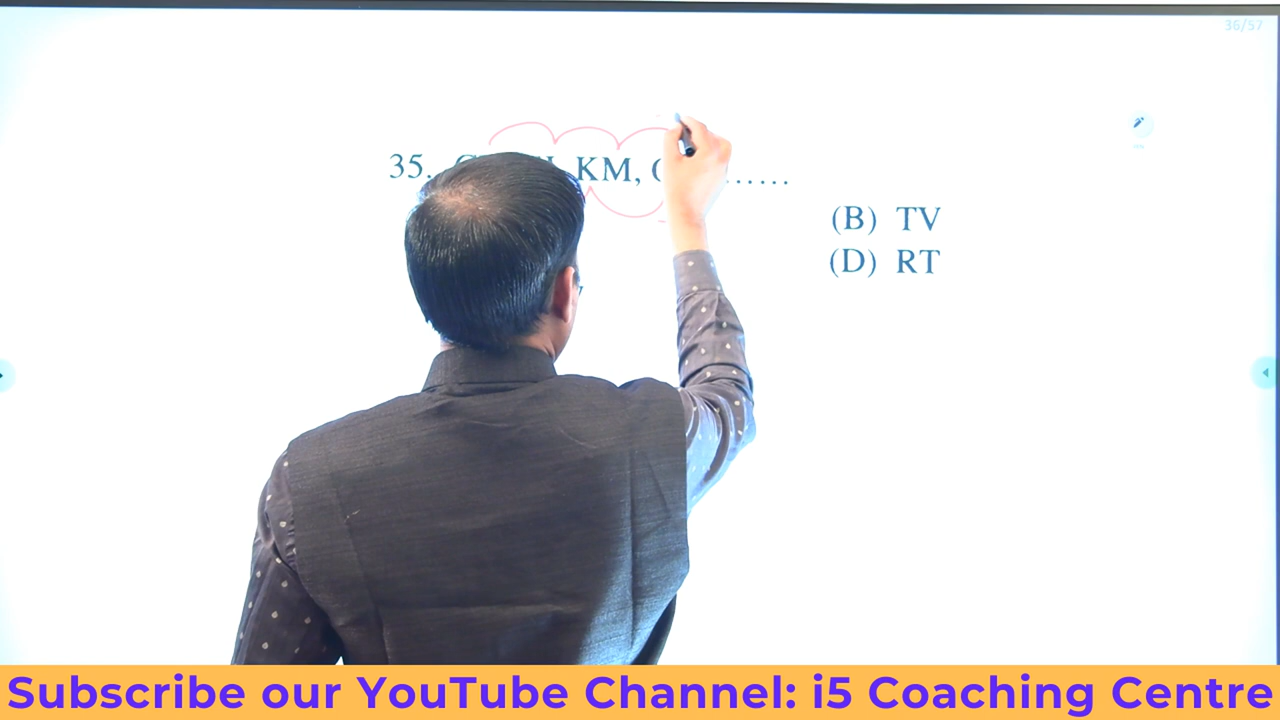 36/57
35.
KM,
(B) TV
(D) RT
Subscribe our YouTube Channel: i5 Coaching Centre